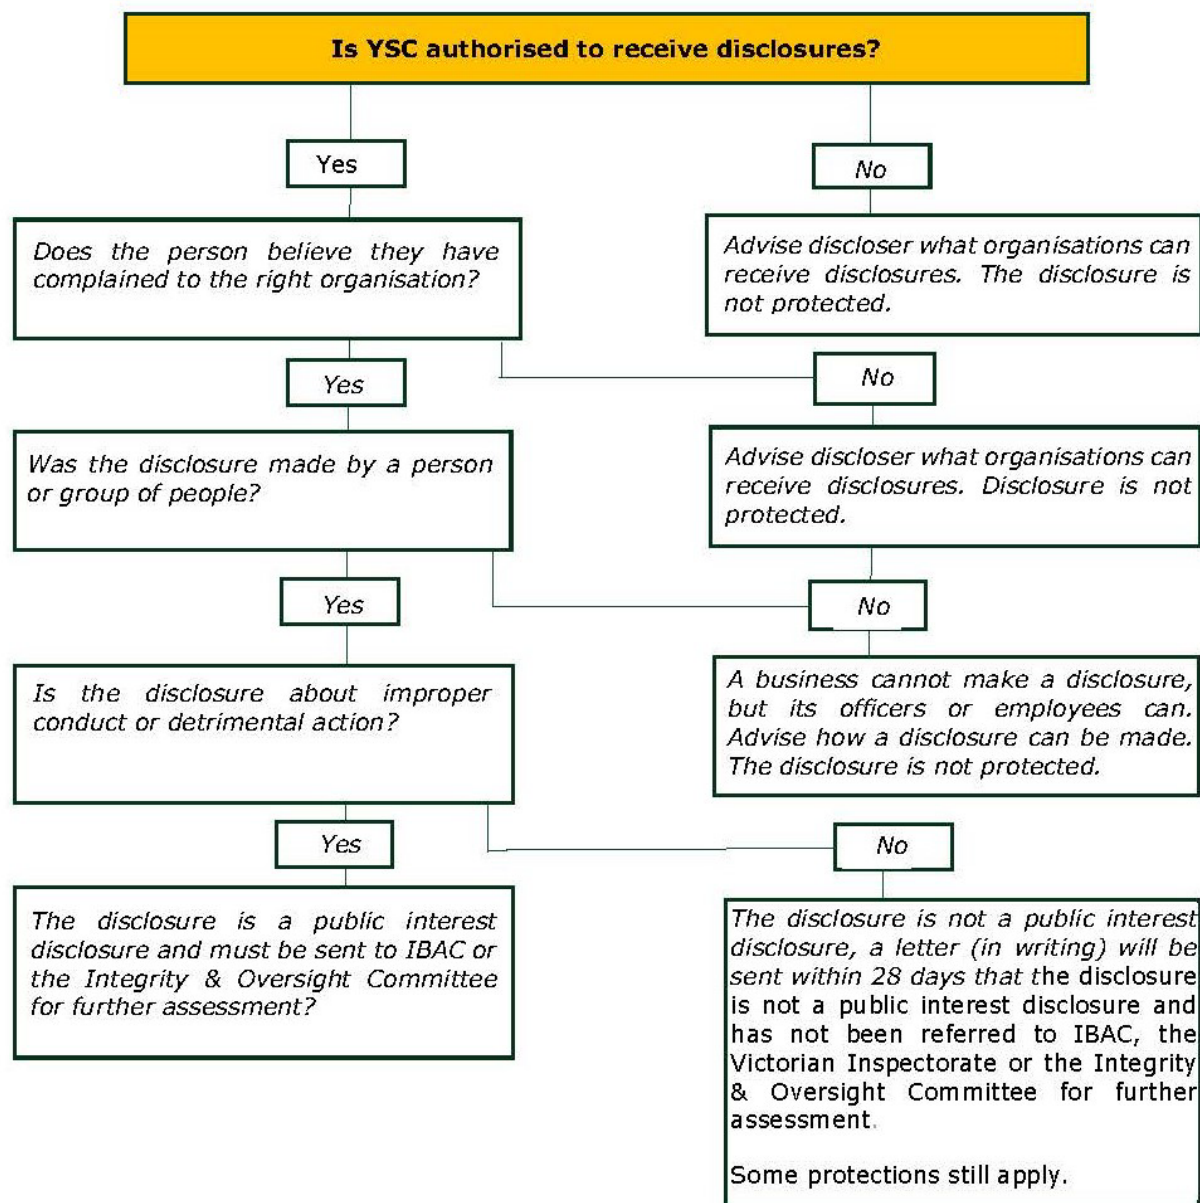 Is YSC authorised to receive disclosures?
Yes
No
Does the person believe they have
complained to the right organisation?
Advise discloser what organisations can
receive disclosures. The disclosure is
not protected.
Yes
No
Was the disclosure made by a person
or group of people?
Advise discloser what organisations can
receive disclosures. Disclosure is not
protected.
Yes
No
Is the disclosure about improper
conduct or detrimental action?
A business cannot make a disclosure,
but its officers or employees can.
Advise how a disclosure can be made.
The disclosure is not protected.
Yes
No
The disclosure is a public interest
disclosure and must be sent to IBAC or
the Integrity & Oversight Committee
for further assessment?
The disclosure is not a public interest
disclosure, a letter (in writing) will be
sent within 28 days that the disclosure
is not a public interest disclosure and
has not been referred to IBAC, the
Victorian Inspectorate or the Integrity
& Oversight Committee for further
assessment.
Some protections still apply.